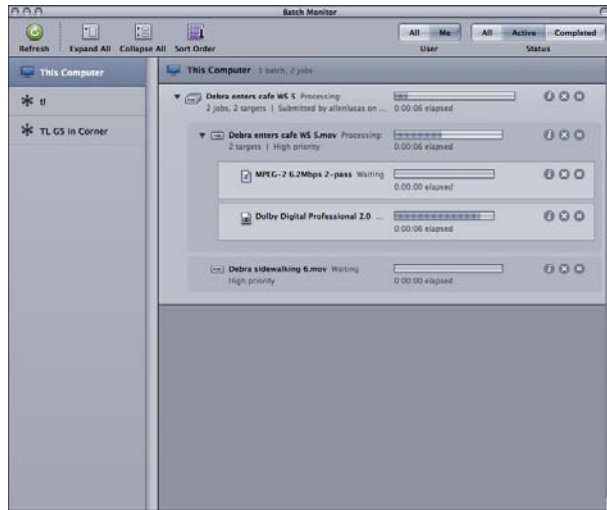 Batch Monitor
Refresh Expand All Collapse All Sort Order
All Me All Active Completed
User Status
This Computer
tl
TL G5 in Corner
This Computer 1 batch, 2 jobs
Debra enters cafe WS S Processing:
2 jobs, 2 targets | Submitted by allenlucas on ... 0:00:06 elapsed
Debra enters cafe WS S.mov Processing:
2 targets | High priority 0:00:06 elapsed
MPEG-2 6.2Mbps 2-pass Waiting
0:00:00 elapsed
Dolby Digital Professional 2.0 ...
0:00:06 elapsed
Debra sidewalking 6.mov Waiting
High priority 0:00:00 elapsed